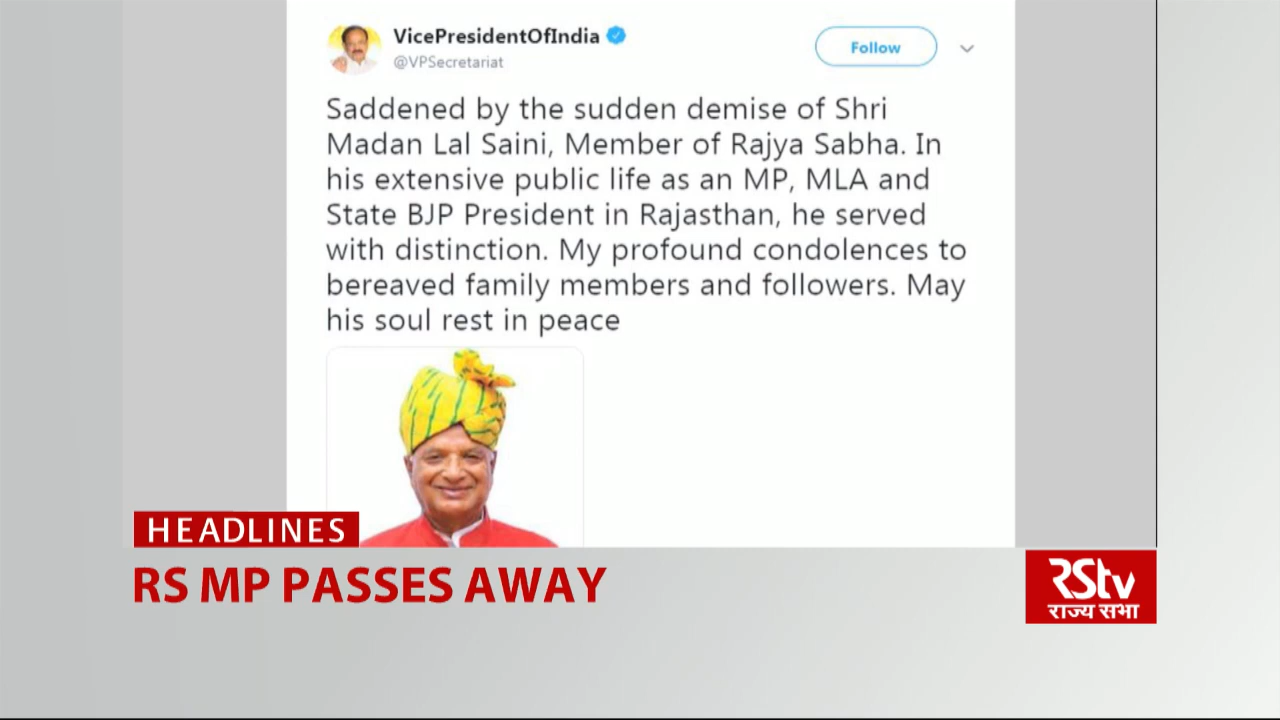 VicePresidentOfIndia
@VPSecretariat
Follow
Saddened by the sudden demise of Shri
Madan Lal Saini, Member of Rajya Sabha. In
his extensive public life as an MP, MLA and
State BJP President in Rajasthan, he served
with distinction. My profound condolences to
bereaved family members and followers. May
his soul rest in peace
HEADLINES
RS MP PASSES AWAY
RStv
राज्य सभा